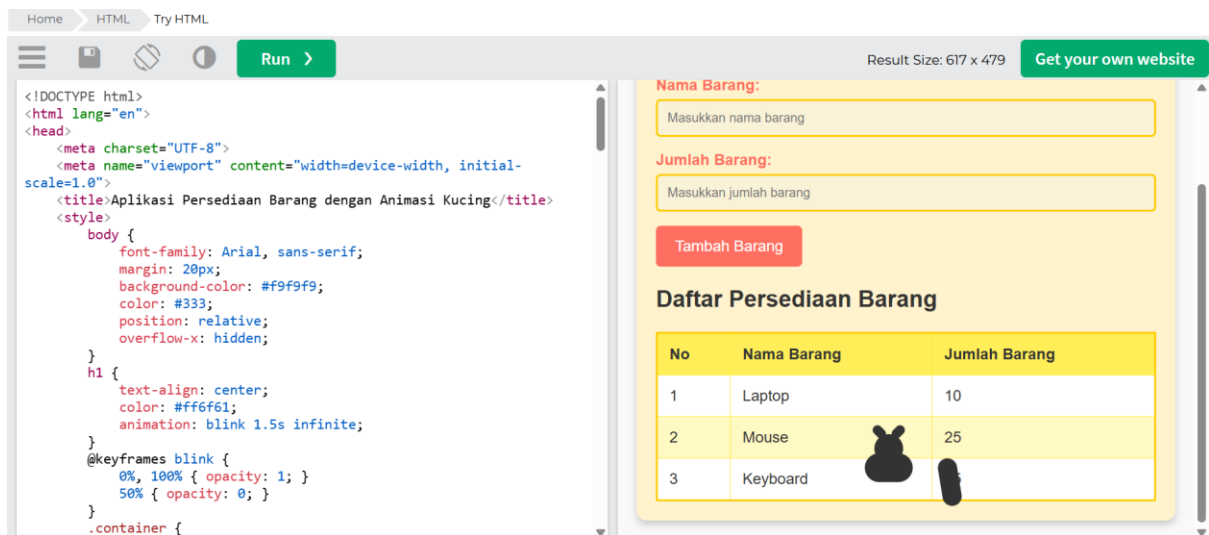 Home HTML Try HTML
Run ❯ Result Size: 617 x 479 Get your own website
<!DOCTYPE html>
<html lang="en">
<head>
    <meta charset="UTF-8">
    <meta name="viewport" content="width=device-width, initial-
scale=1.0">
    <title>Aplikasi Persediaan Barang dengan Animasi Kucing</title>
    <style>
        body {
            font-family: Arial, sans-serif;
            margin: 20px;
            background-color: #f9f9f9;
            color: #333;
            position: relative;
            overflow-x: hidden;
        }
        h1 {
            text-align: center;
            color: #ff6f61;
            animation: blink 1.5s infinite;
        }
        @keyframes blink {
            0%, 100% { opacity: 1; }
            50% { opacity: 0; }
        }
        .container {
Nama Barang:
Masukkan nama barang
Jumlah Barang:
Masukkan jumlah barang
Tambah Barang
Daftar Persediaan Barang
No Nama Barang Jumlah Barang
1 Laptop 10
2 Mouse 25
3 Keyboard